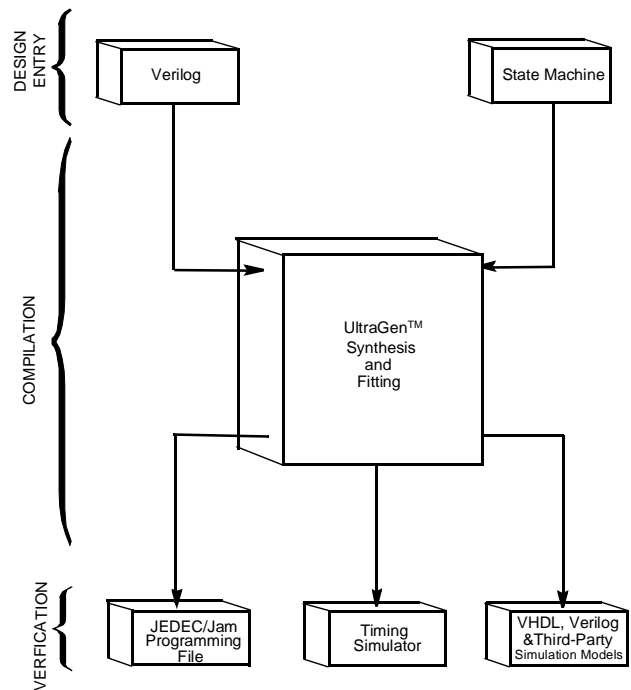 DESIGN
ENTRY
Verilog
State Machine
COMPILATION
UltraGen™
Synthesis
and
Fitting
VERFICATION
JEDEC/Jam
Programming
File
Timing
Simulator
VHDL, Verilog
&Third-Party
Simulation Models